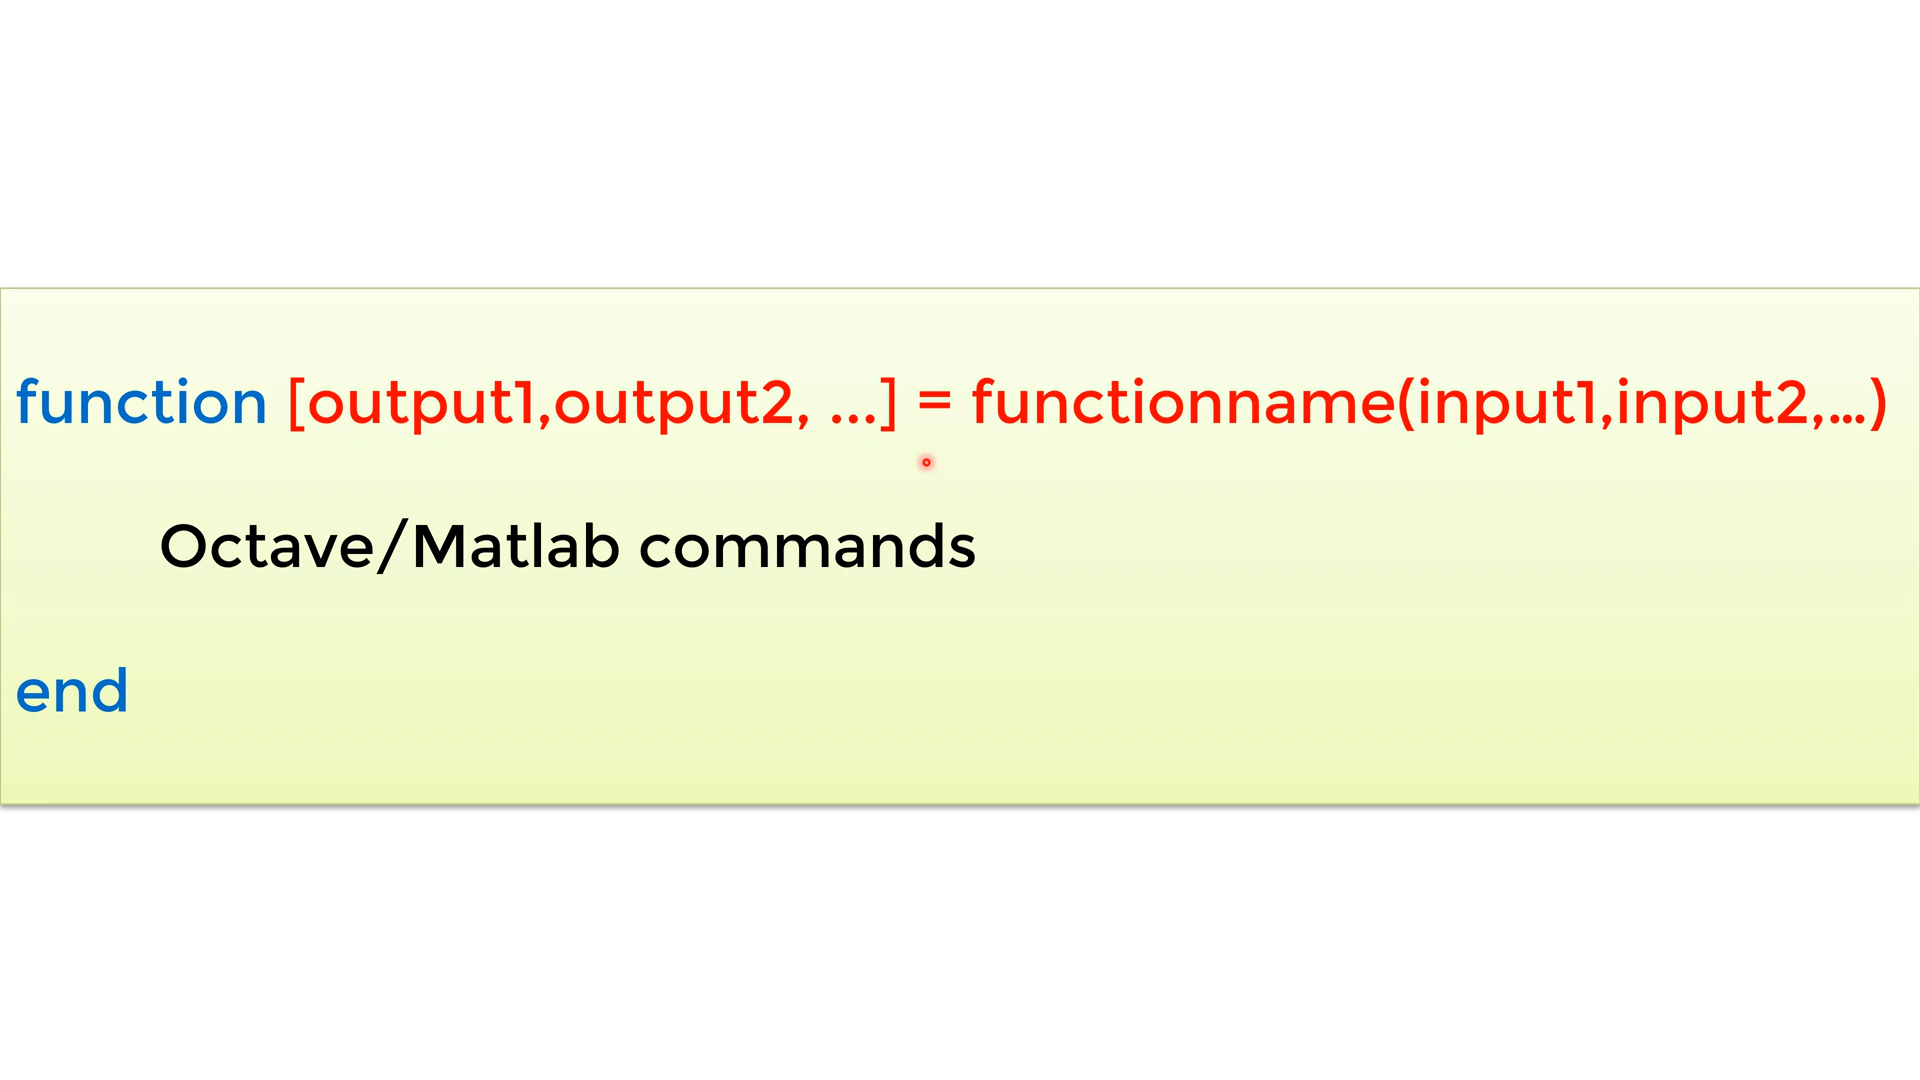 function [output1,output2, ...] = functionname(input1,input2,...)
Octave/Matlab commands
end